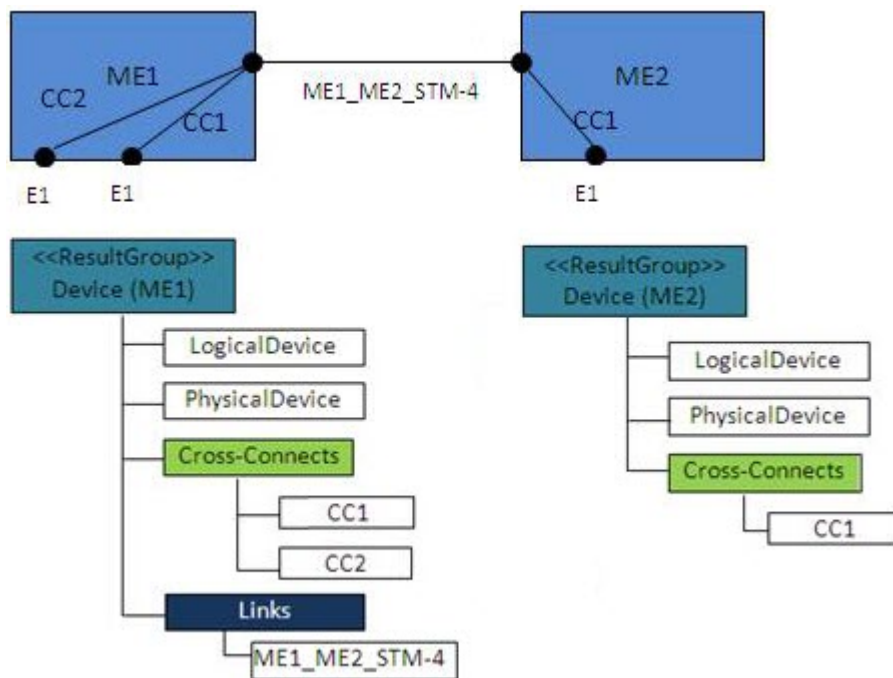 ME1
CC2
CC1
E1
E1
ME1_ME2_STM-4
ME2
CC1
E1
<<ResultGroup>>
Device (ME1)
LogicalDevice
PhysicalDevice
Cross-Connects
CC1
CC2
Links
ME1_ME2_STM-4
<<ResultGroup>>
Device (ME2)
LogicalDevice
PhysicalDevice
Cross-Connects
CC1